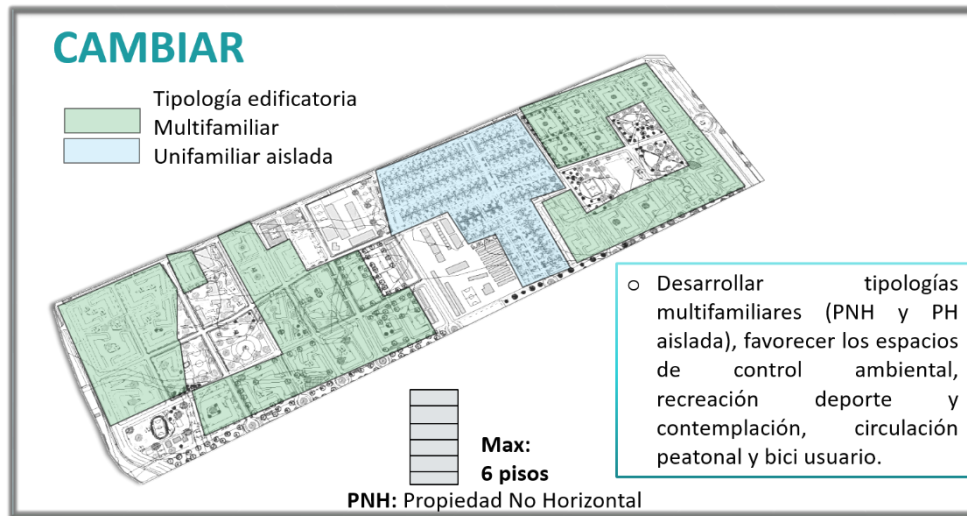 CAMBIAR
Tipología edificatoria
Multifamiliar
Unifamiliar aislada
o Desarrollar tipologías
multifamiliares (PNH y PH
aislada), favorecer los espacios
de control ambiental,
recreación deporte y
contemplación, circulación
peatonal y bici usuario.
Max:
6 pisos
PNH: Propiedad No Horizontal